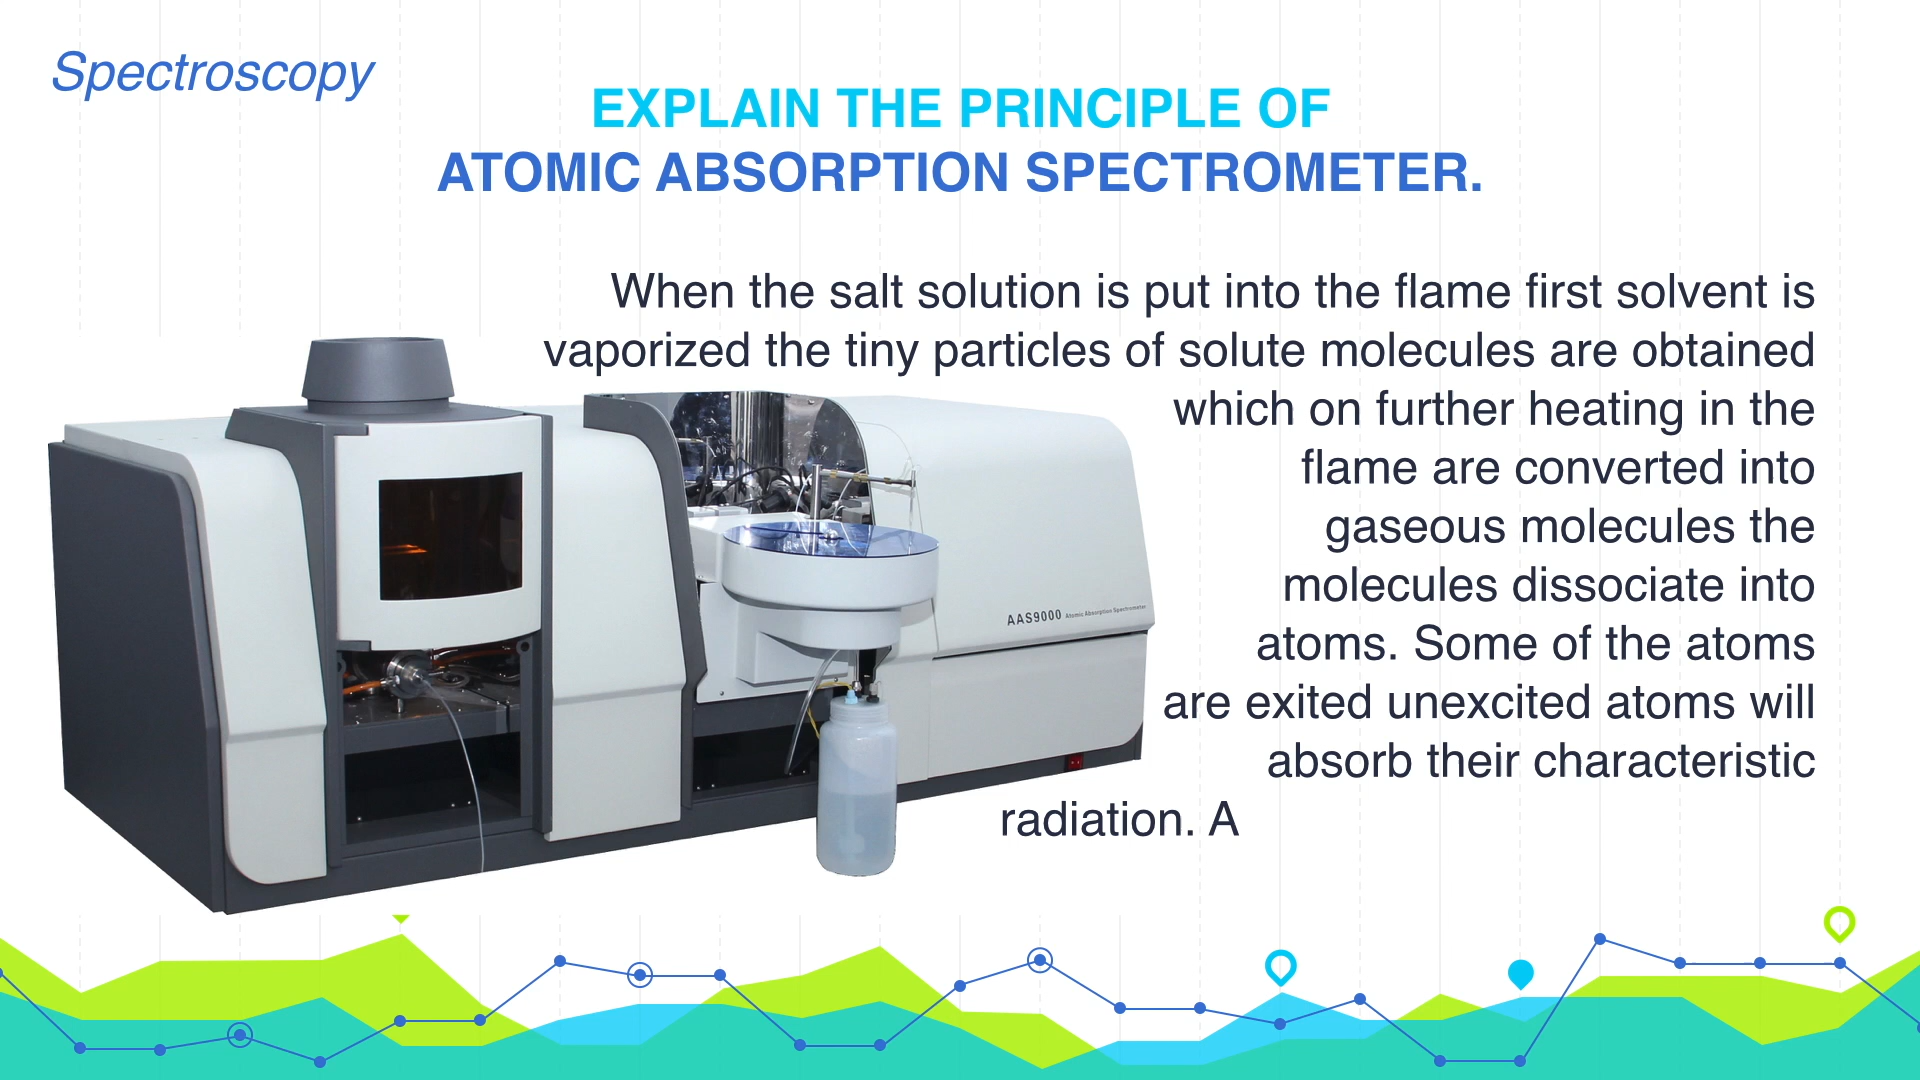 Spectroscopy
EXPLAIN THE PRINCIPLE OF
ATOMIC ABSORPTION SPECTROMETER.
When the salt solution is put into the flame first solvent is
vaporized the tiny particles of solute molecules are obtained
which on further heating in the
flame are converted into
gaseous molecules the
molecules dissociate into
atoms. Some of the atoms
are exited unexcited atoms will
absorb their characteristic
radiation. A
AAS9000 Atomic Absorption Spectrometer